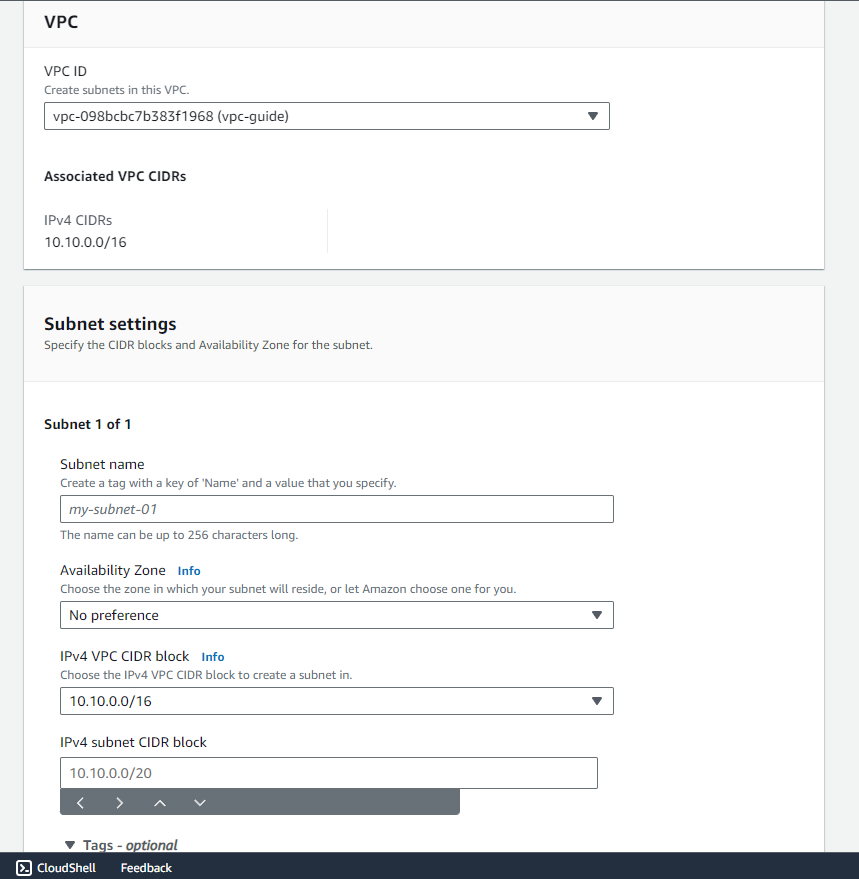 VPC
VPC ID
Create subnets in this VPC.
vpc-098bcbc7b383f1968 (vpc-guide)
Associated VPC CIDRs
IPv4 CIDRs
10.10.0.0/16
Subnet settings
Specify the CIDR blocks and Availability Zone for the subnet.
Subnet 1 of 1
Subnet name
Create a tag with a key of 'Name' and a value that you specify.
my-subnet-01
The name can be up to 256 characters long.
Availability Zone Info
Choose the zone in which your subnet will reside, or let Amazon choose one for you.
No preference
IPv4 VPC CIDR block Info
Choose the IPv4 VPC CIDR block to create a subnet in.
10.10.0.0/16
IPv4 subnet CIDR block
10.10.0.0/20
Tags - optional
CloudShell Feedback